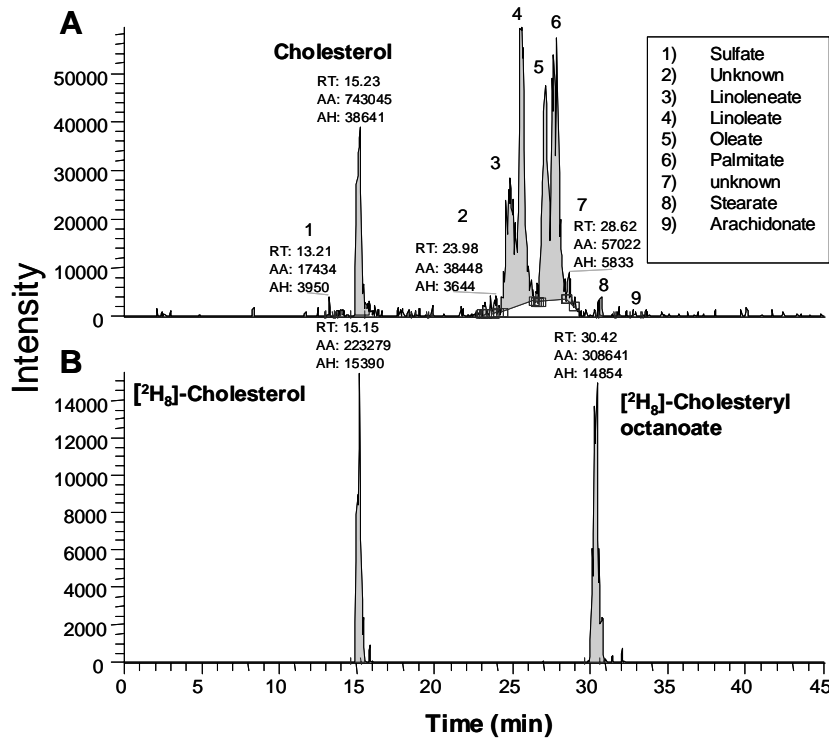 A
Cholesterol
RT: 15.23
AA: 743045
AH: 38641
4
6
5
3
1
RT: 13.21
AA: 17434
AH: 3950
2
RT: 23.98
AA: 38448
AH: 3644
7
RT: 28.62
AA: 57022
AH: 5833
8
9
1) Sulfate
2) Unknown
3) Linoleneate
4) Linoleate
5) Oleate
6) Palmitate
7) unknown
8) Stearate
9) Arachidonate
50000
40000
30000
20000
10000
0
Intensity
B
[²H₈]-Cholesterol
RT: 15.15
AA: 223279
AH: 15390
RT: 30.42
AA: 308641
AH: 14854
[²H₈]-Cholesteryl
octanoate
14000
12000
10000
8000
6000
4000
2000
0
0 5 10 15 20 25 30 35 40 45
Time (min)